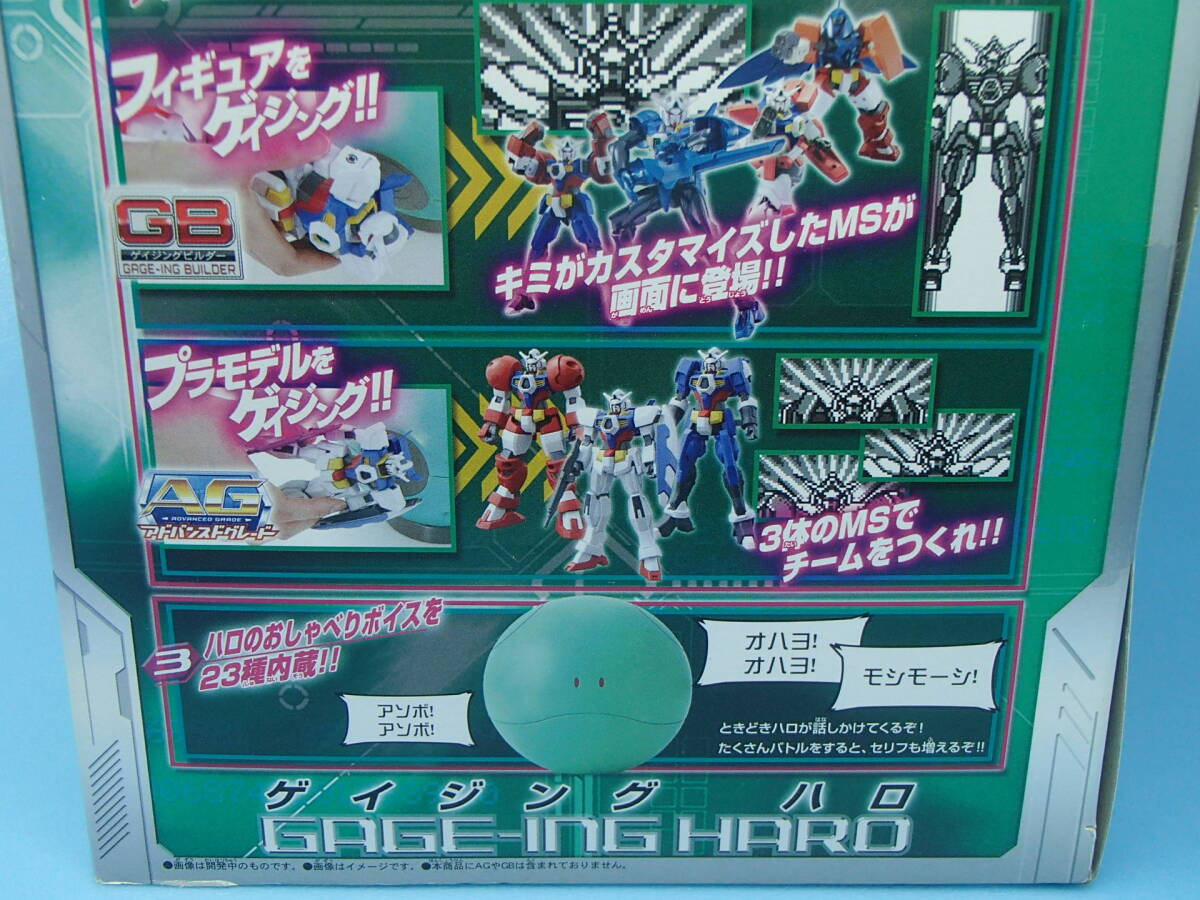 フィギュアを
ゲイジング!!
GB
ゲイジングビルダー
GAGE-ING BUILDER
キミがカスタマイズしたMSが
画面に登場!!
プラモデルを
ゲイジング!!
AG
ADVANCED GRADE
アドバンスドグレード
3体のMSで
チームをつくれ!!
3
ハロのおしゃべりボイスを
23種内蔵!!
アンボ!
アンボ!
オハヨ!
オハヨ!
モシモーシ!
ときどきハロが話しかけてくるぞ!
たくさんバトルをすると、セリフも増えるぞ!!
ゲイジング ハロ
GAGE-ING HARO
●画像は開発中のものです。●画像はイメージです。●本商品にAGやGBは含まれておりません。